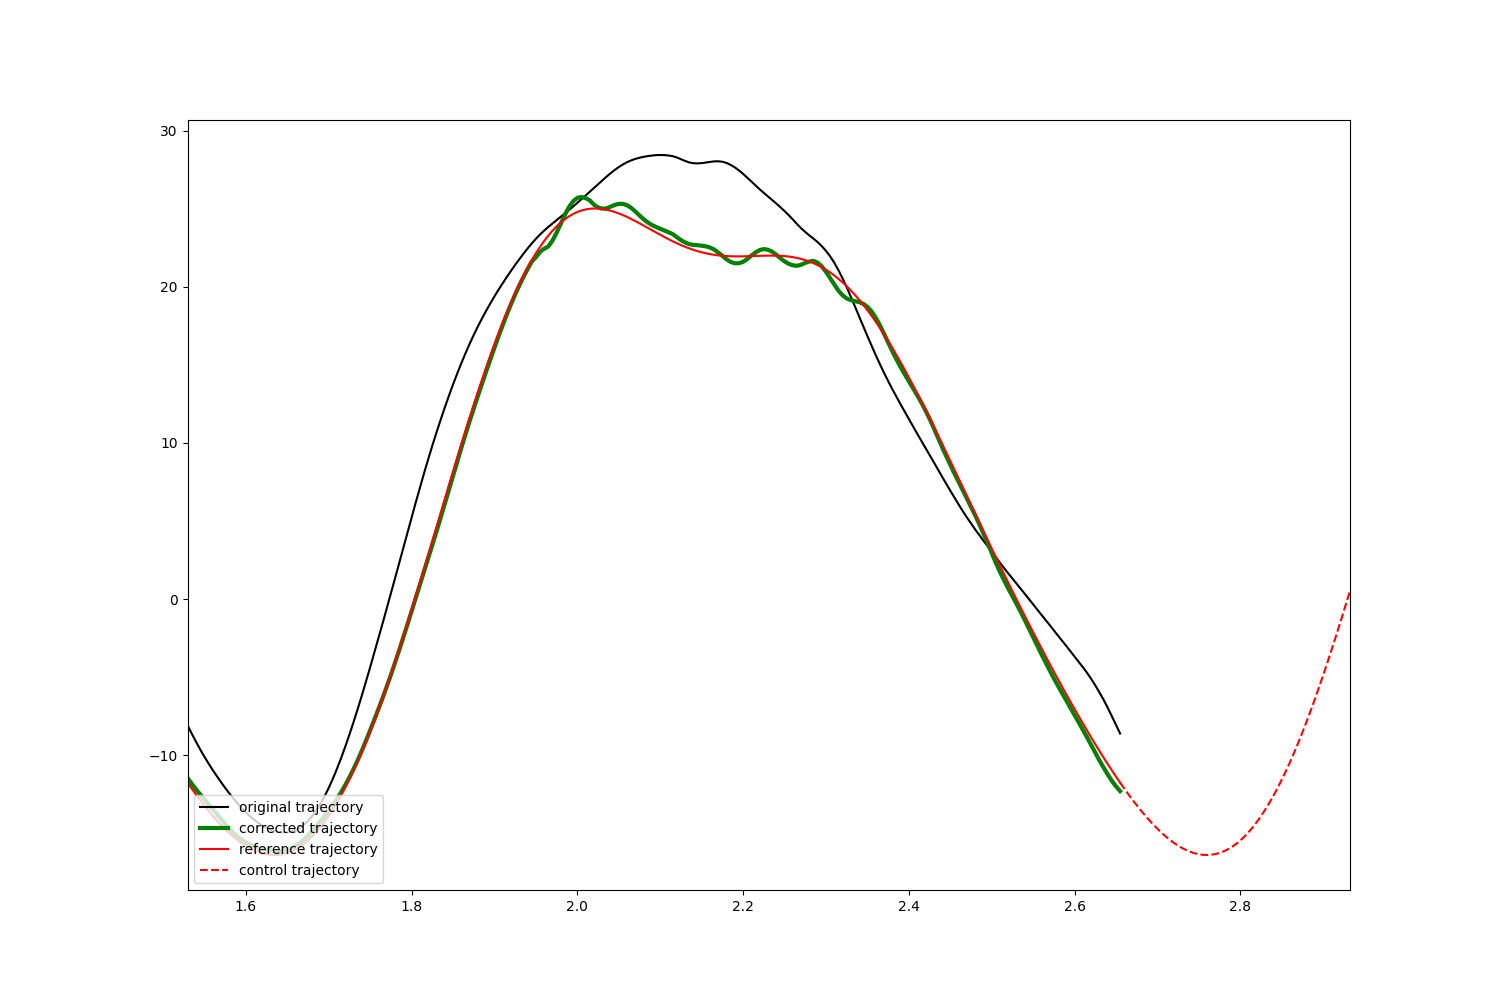 30
20
10
0
−10
original trajectory
corrected trajectory
reference trajectory
control trajectory
1.6 1.8 2.0 2.2 2.4 2.6 2.8